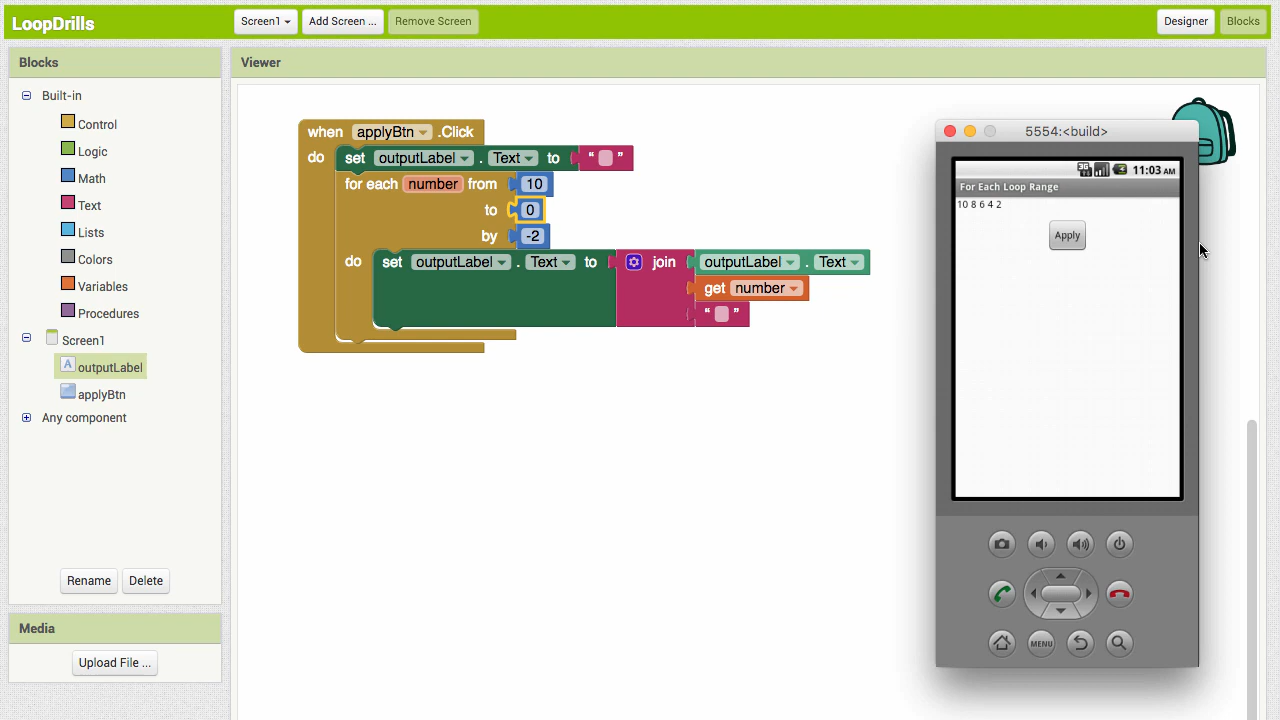 LoopDrills
Screen1
Add Screen ...
Remove Screen
Designer
Blocks
Blocks
Built-in
Control
Logic
Math
Text
Lists
Colors
Variables
Procedures
Screen1
outputLabel
applyBtn
Any component
Rename
Delete
Media
Upload File ...
Viewer
when applyBtn .Click
do set outputLabel . Text to “ ”
for each number from 10
to 0
by -2
do set outputLabel . Text to join outputLabel . Text
get number
“ ”
5554:<build>
3G 11:03 AM
For Each Loop Range
10 8 6 4 2
Apply
MENU